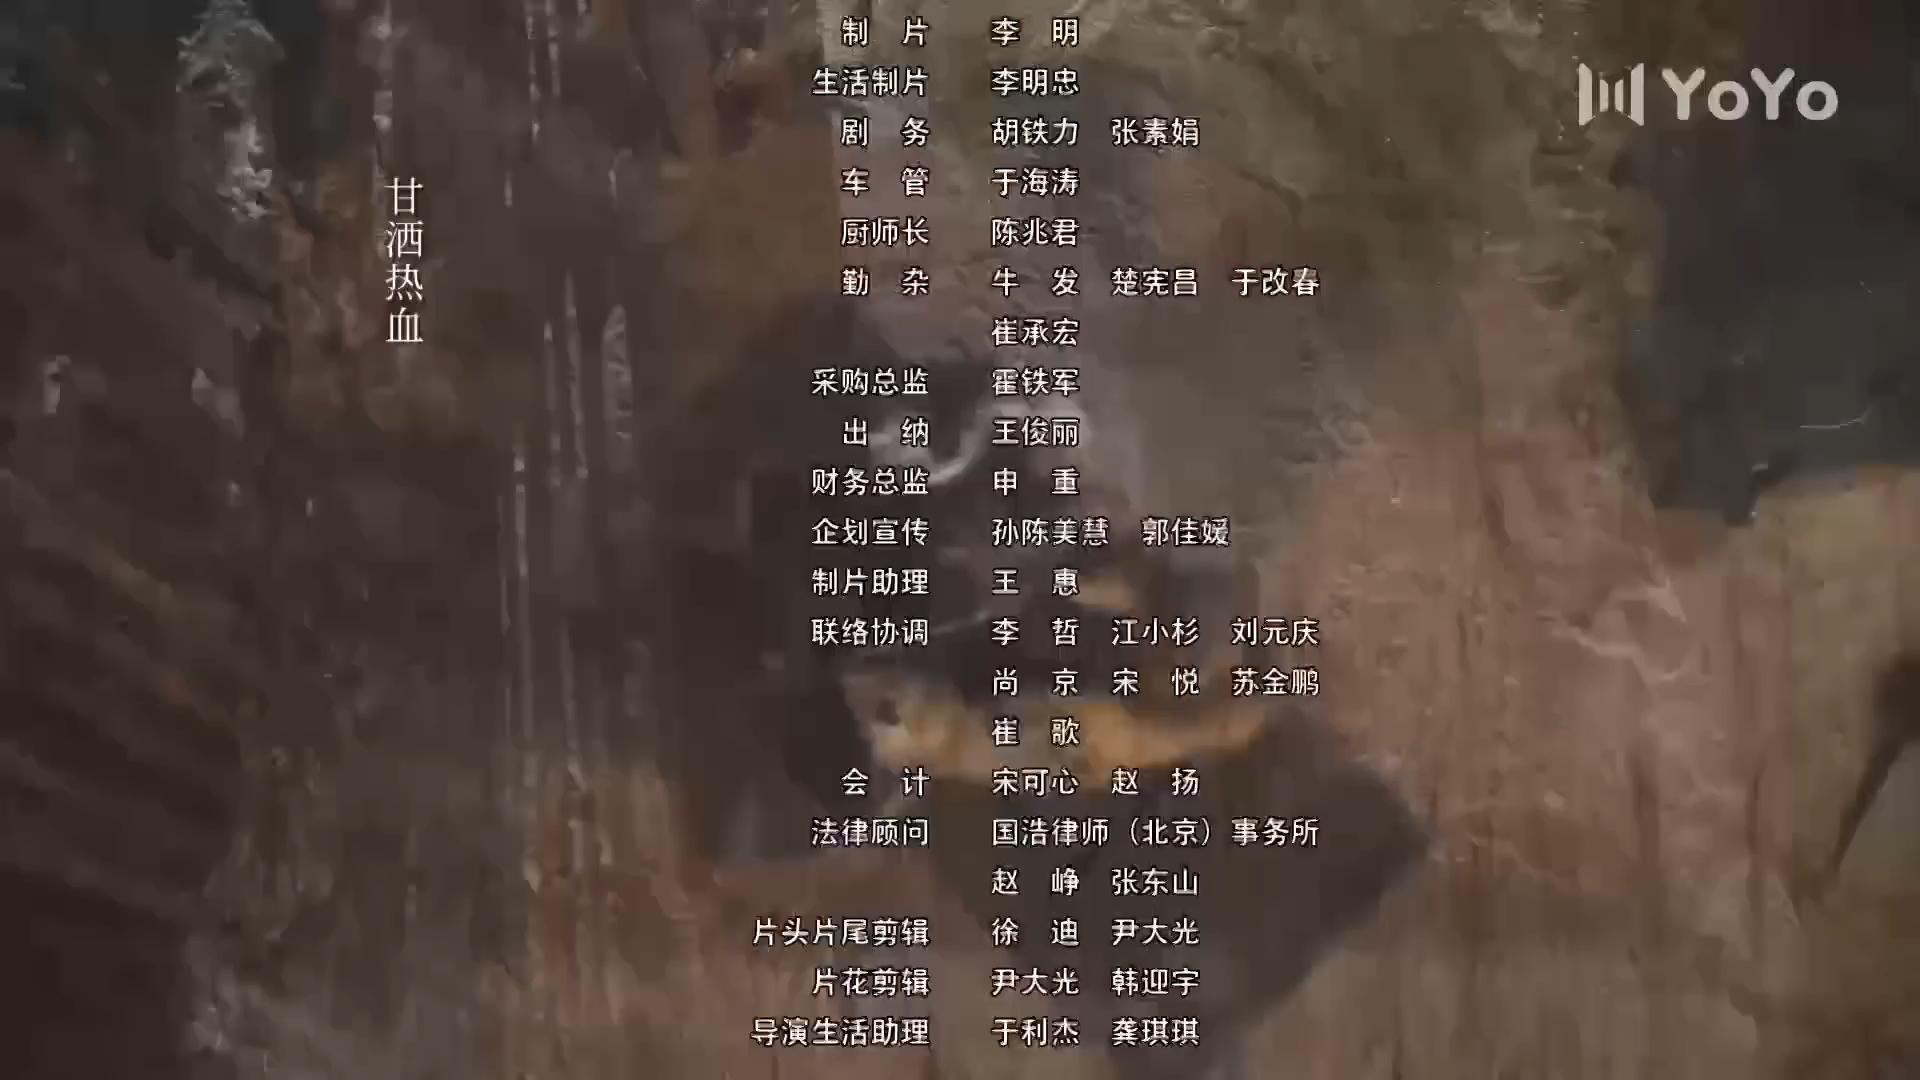 制　片　李　明
生活制片　李明忠
剧　务　胡铁力　张素娟
车　管　于海涛
厨师长　陈兆君
勤　杂　牛　发　楚宪昌　于改春
崔承宏
采购总监　霍铁军
出　纳　王俊丽
财务总监　申　重
企划宣传　孙陈美慧　郭佳媛
制片助理　王　惠
联络协调　李　哲　江小杉　刘元庆
尚　京　宋　悦　苏金鹏
崔　歌
会　计　宋可心　赵　扬
法律顾问　国浩律师（北京）事务所
赵　峥　张东山
片头片尾剪辑　徐　迪　尹大光
片花剪辑　尹大光　韩迎宇
导演生活助理　于利杰　龚琪琪
甘洒热血
YoYo